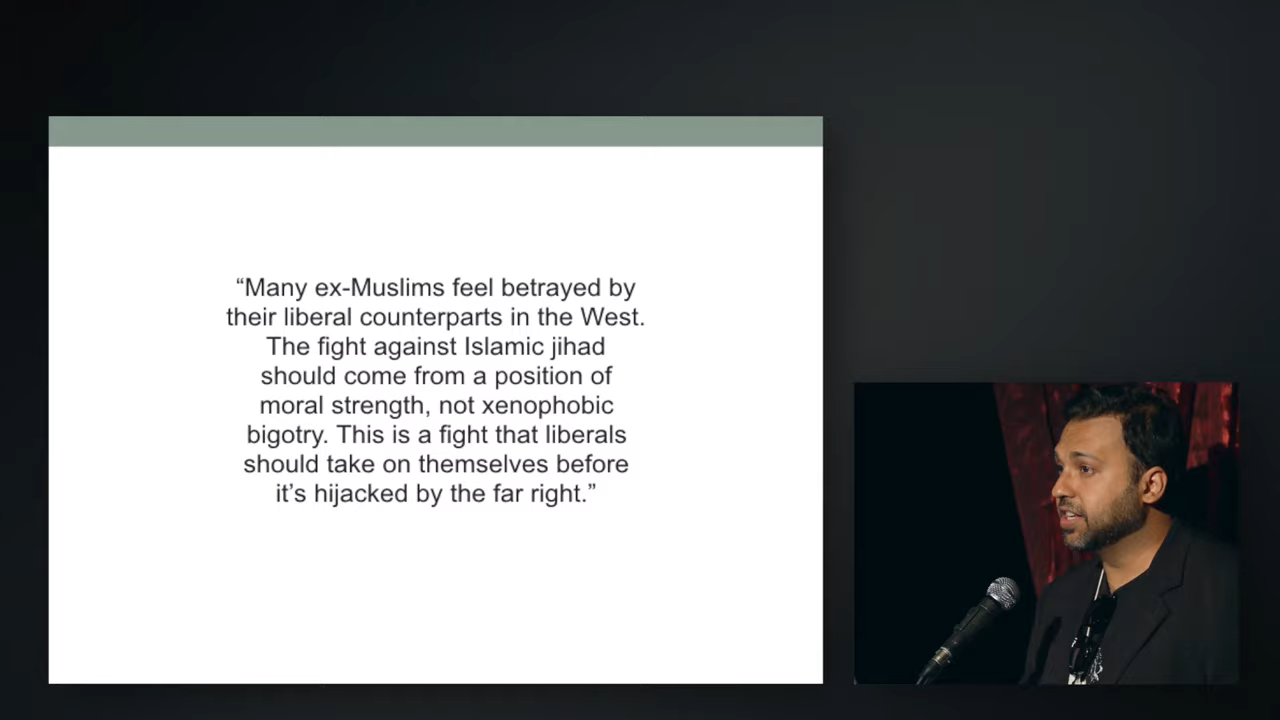 “Many ex-Muslims feel betrayed by
their liberal counterparts in the West.
The fight against Islamic jihad
should come from a position of
moral strength, not xenophobic
bigotry. This is a fight that liberals
should take on themselves before
it’s hijacked by the far right.”